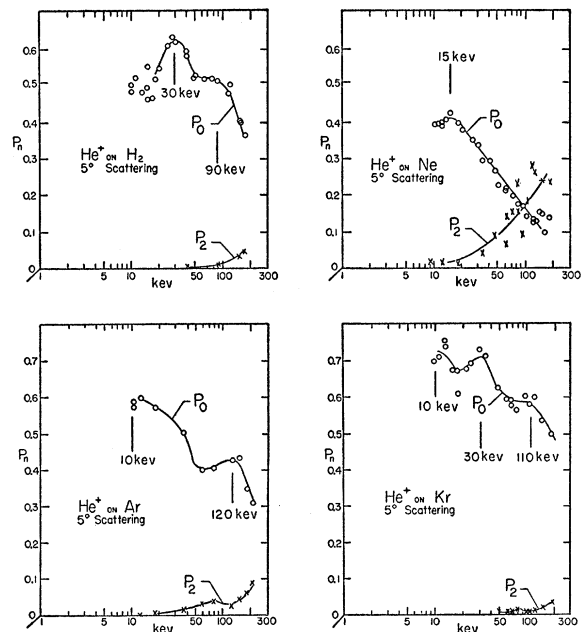 0.6
0.5
0.4
Pn
0.3
0.2
0.1
0
30 kev
P0
He+ ON H2
5° Scattering
90 kev
P2
1 5 10 30 50 100 300
kev
0.6
0.5
0.4
Pn
0.3
0.2
0.1
0
15 kev
P0
He+ ON Ne
5° Scattering
P2
1 5 10 40 100 300
kev
0.7
0.6
0.5
Pn
0.4
0.3
0.2
0.1
0
P0
10 kev
120 kev
He+ ON Ar
5° Scattering
P2
1 5 10 50 100 300
kev
0.7
0.6
0.5
Pn
0.4
0.3
0.2
0.1
0
10 kev
P0
30 kev
110 kev
He+ ON Kr
5° Scattering
P2
1 5 10 50 100 300
kev